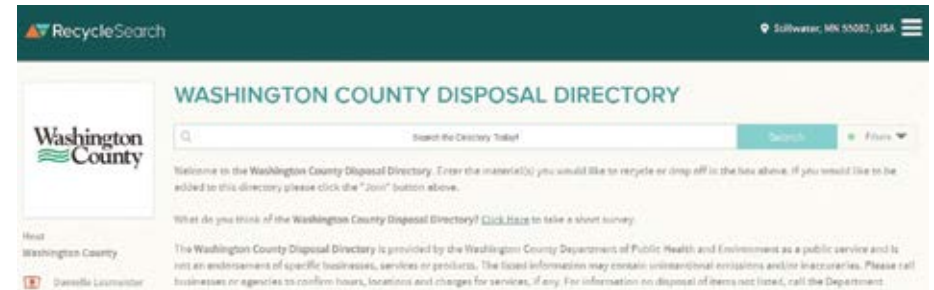 RecycleSearch
Stillwater, MN 55082, USA
WASHINGTON COUNTY DISPOSAL DIRECTORY
Washington
County
Search the Directory Today!
Search
Filters
Welcome to the Washington County Disposal Directory. Enter the material(s) you would like to recycle or drop off in the box above. If you would like to be
added to this directory please click the "Join" button above.
What do you think of the Washington County Disposal Directory? Click Here to take a short survey.
Host
Washington County
The Washington County Disposal Directory is provided by the Washington County Department of Public Health and Environment as a public service and is
not an endorsement of specific businesses, services or products. The listed information may contain unintentional omissions and/or inaccuracies. Please call
Danielle
businesses or agencies to confirm hours, locations and charges for services, if any. For information on disposal of items not listed, call the Department